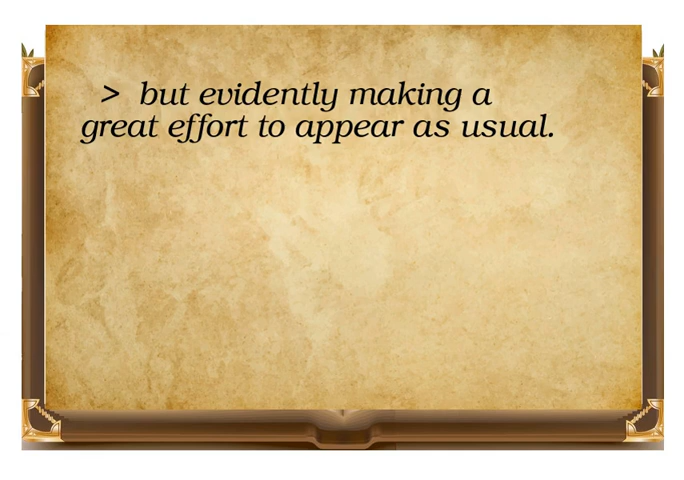 > but evidently making a
great effort to appear as usual.